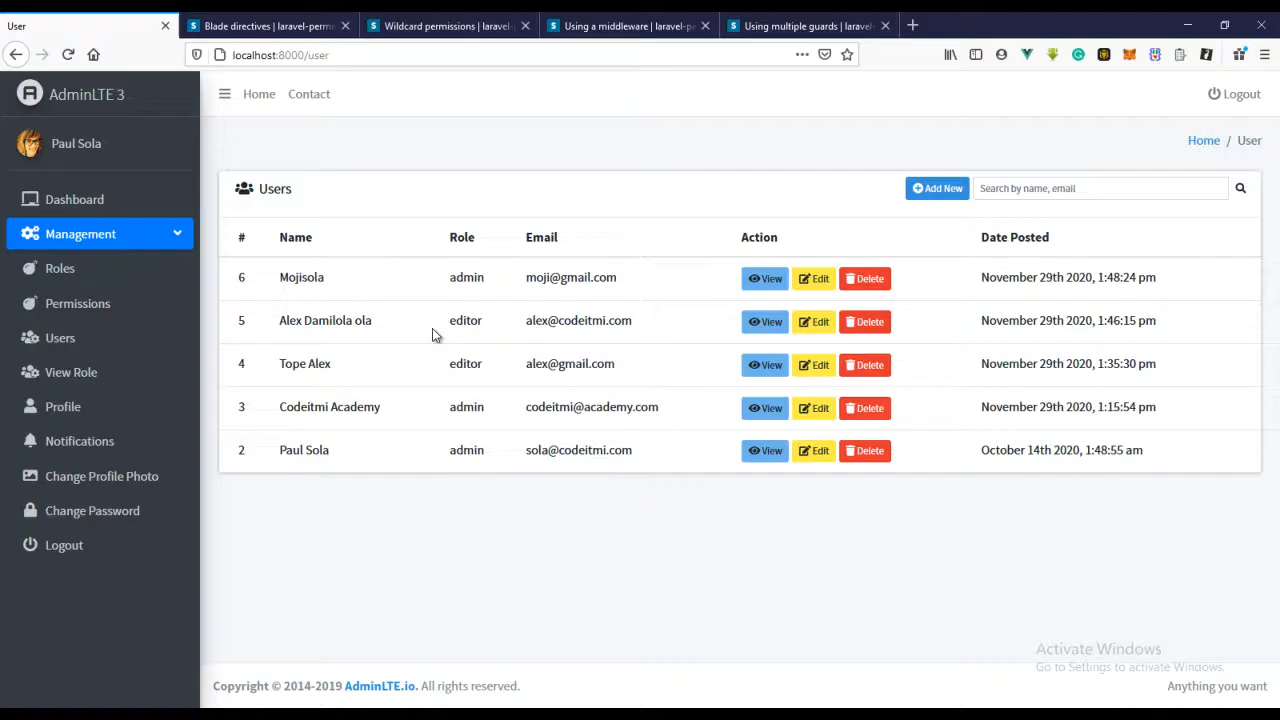 User
Blade directives | laravel-perm
Wildcard permissions | laravel-
Using a middleware | laravel-pe
Using multiple guards | laravel-
localhost:8000/user
AdminLTE 3
Home
Contact
Logout
Paul Sola
Home / User
Dashboard
Management
Roles
Permissions
Users
View Role
Profile
Notifications
Change Profile Photo
Change Password
Logout
Users
Add New
Search by name, email
# Name Role Email Action Date Posted
6 Mojisola admin moji@gmail.com View Edit Delete November 29th 2020, 1:48:24 pm
5 Alex Damilola ola editor alex@codeitmi.com View Edit Delete November 29th 2020, 1:46:15 pm
4 Tope Alex editor alex@gmail.com View Edit Delete November 29th 2020, 1:35:30 pm
3 Codeitmi Academy admin codeitmi@academy.com View Edit Delete November 29th 2020, 1:15:54 pm
2 Paul Sola admin sola@codeitmi.com View Edit Delete October 14th 2020, 1:48:55 am
Activate Windows
Go to Settings to activate Windows.
Copyright © 2014-2019 AdminLTE.io. All rights reserved.
Anything you want